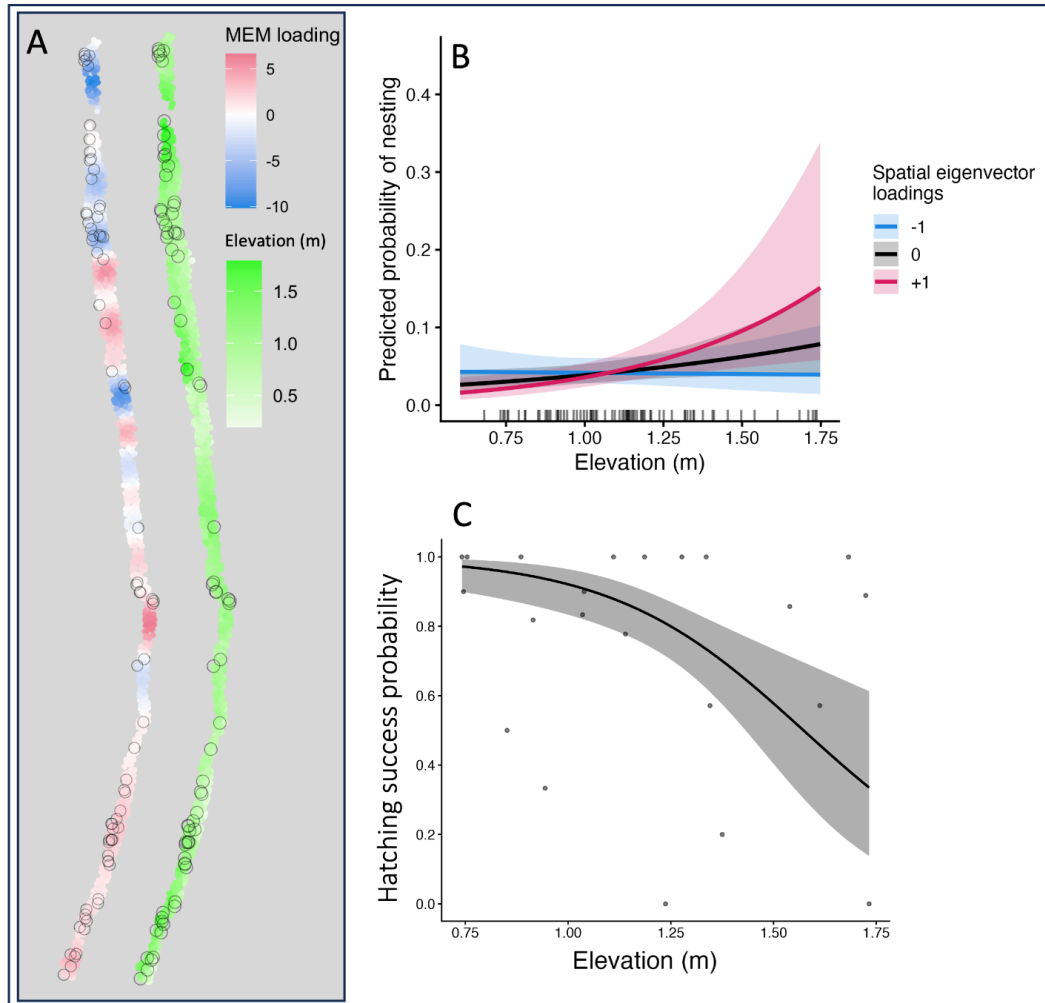 A
MEM loading
5
0
-5
-10
Elevation (m)
1.5
1.0
0.5
B
Predicted probability of nesting
0.4
0.3
0.2
0.1
0.0
0.75
1.00
1.25
1.50
1.75
Elevation (m)
Spatial eigenvector
loadings
-1
0
+1
C
Hatching success probability
1.0
0.8
0.6
0.4
0.2
0.0
0.75
1.00
1.25
1.50
1.75
Elevation (m)